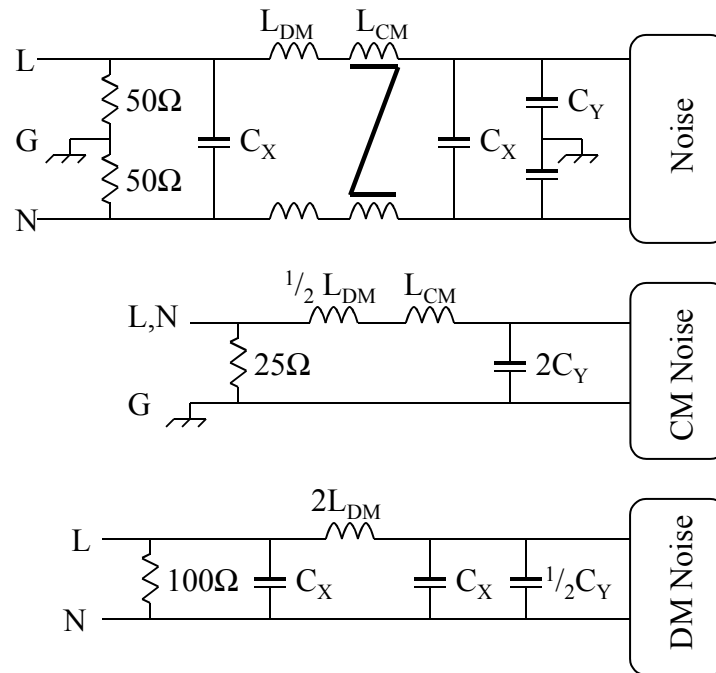 L_DM L_CM
L
50Ω
G
C_X
C_X
C_Y
50Ω
N
Noise
1/2 L_DM L_CM
L,N
25Ω
2C_Y
G
CM Noise
2L_DM
L
100Ω
C_X
C_X
1/2C_Y
N
DM Noise